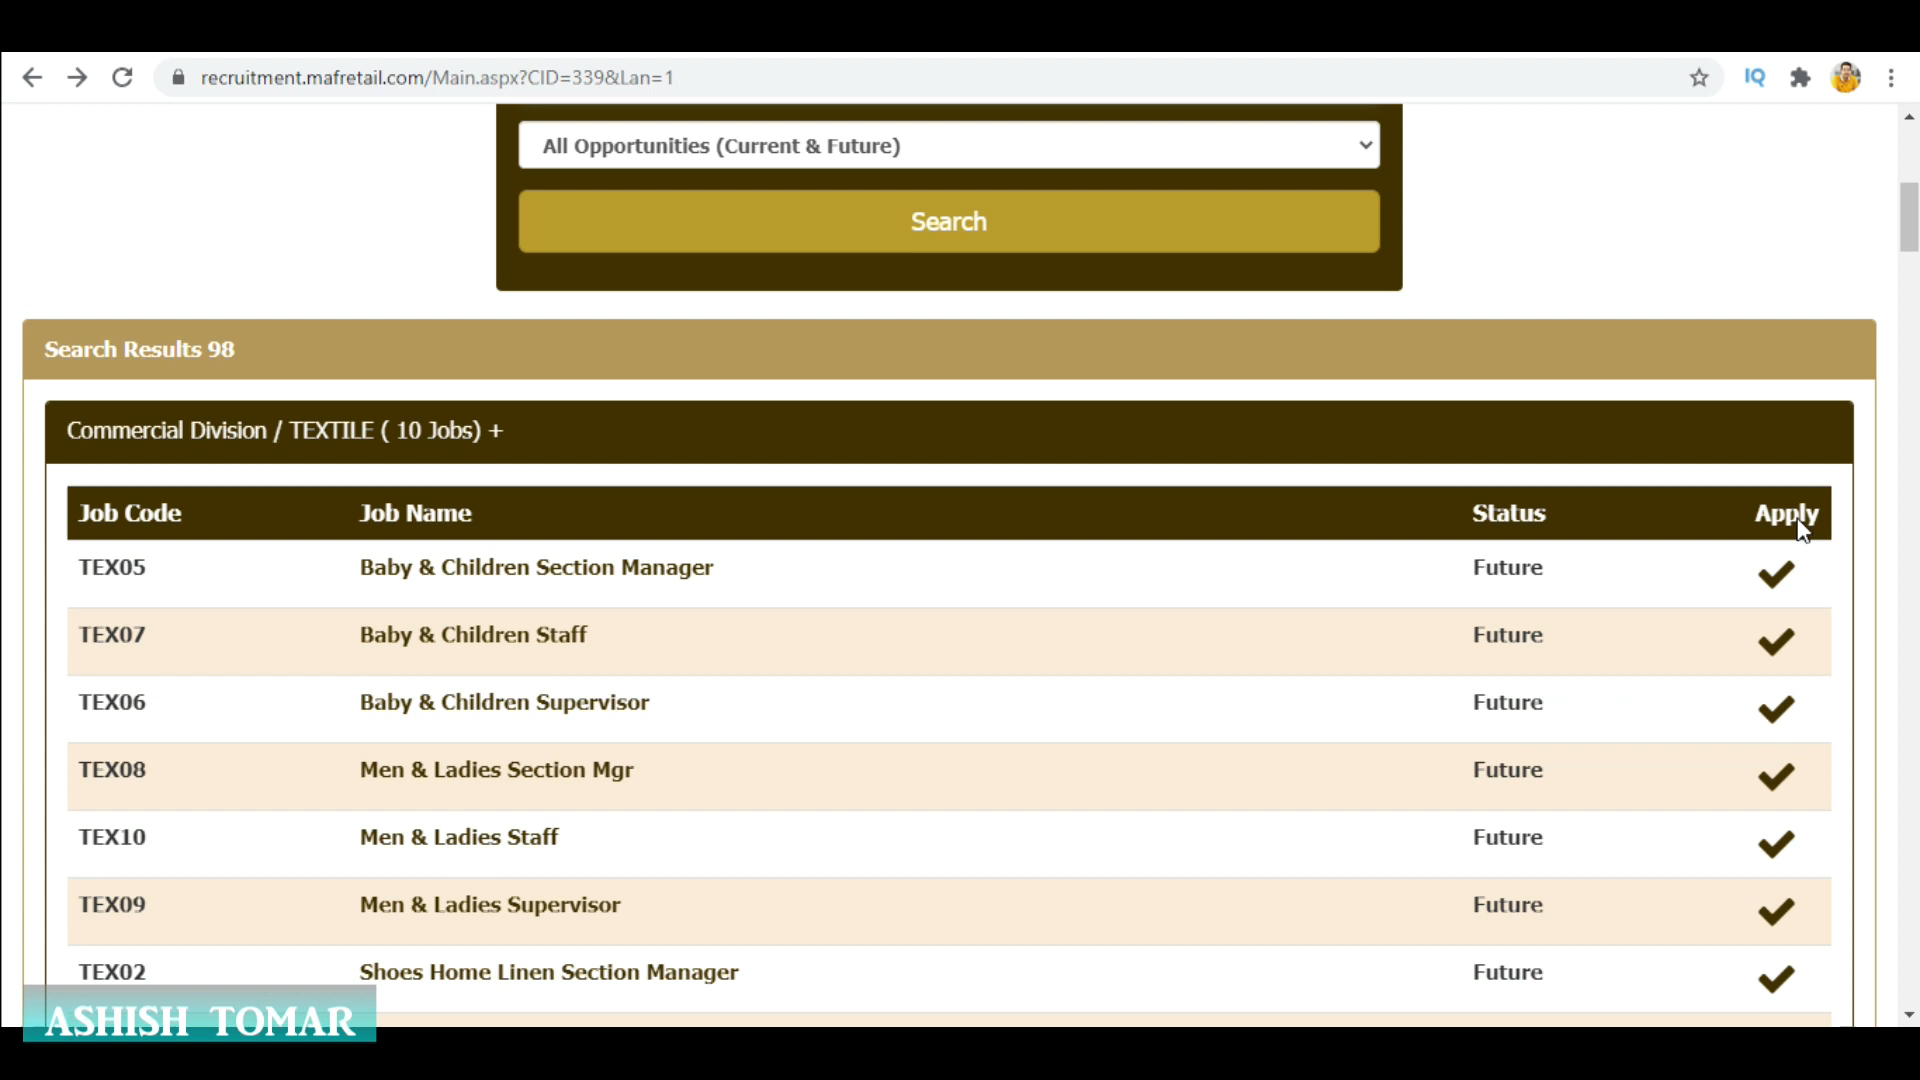 recruitment.mafretail.com/Main.aspx?CID=339&Lan=1
IQ
All Opportunities (Current & Future)
Search
Search Results 98
Commercial Division / TEXTILE ( 10 Jobs) +
Job Code Job Name Status Apply
TEX05 Baby & Children Section Manager Future
TEX07 Baby & Children Staff Future
TEX06 Baby & Children Supervisor Future
TEX08 Men & Ladies Section Mgr Future
TEX10 Men & Ladies Staff Future
TEX09 Men & Ladies Supervisor Future
TEX02 Shoes Home Linen Section Manager Future
ASHISH TOMAR